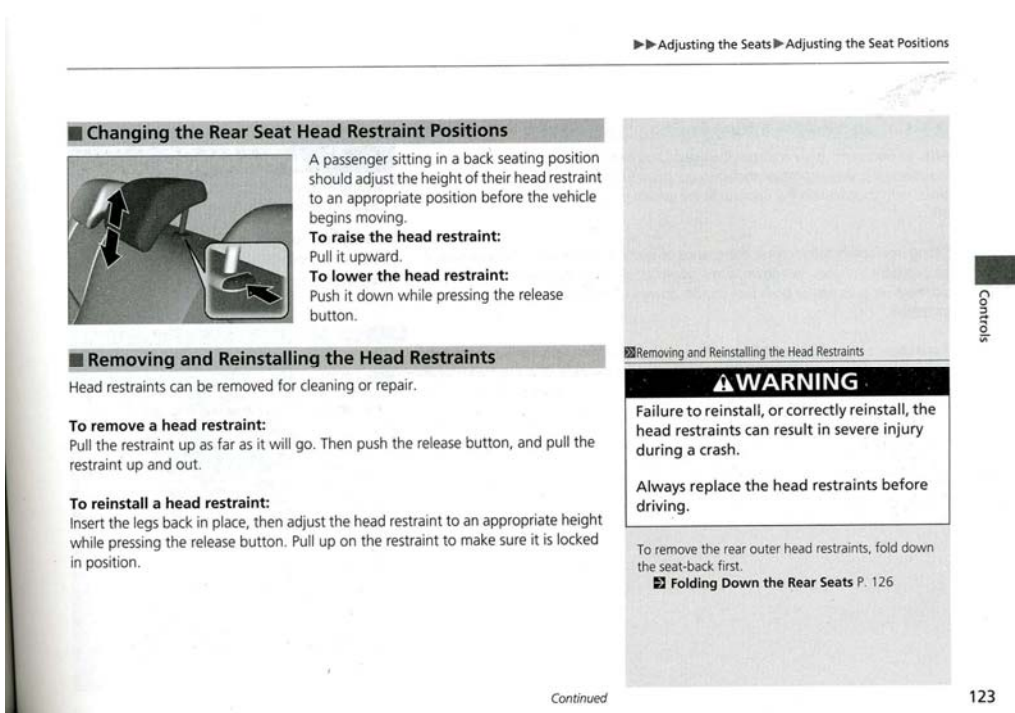 ▶▶Adjusting the Seats▶Adjusting the Seat Positions
Changing the Rear Seat Head Restraint Positions
A passenger sitting in a back seating position
should adjust the height of their head restraint
to an appropriate position before the vehicle
begins moving.
To raise the head restraint:
Pull it upward.
To lower the head restraint:
Push it down while pressing the release
button.
Removing and Reinstalling the Head Restraints
Head restraints can be removed for cleaning or repair.
To remove a head restraint:
Pull the restraint up as far as it will go. Then push the release button, and pull the
restraint up and out.
To reinstall a head restraint:
Insert the legs back in place, then adjust the head restraint to an appropriate height
while pressing the release button. Pull up on the restraint to make sure it is locked
in position.
Removing and Reinstalling the Head Restraints
WARNING
Failure to reinstall, or correctly reinstall, the
head restraints can result in severe injury
during a crash.
Always replace the head restraints before
driving.
To remove the rear outer head restraints, fold down
the seat-back first.
Folding Down the Rear Seats P. 126
Controls
Continued
123